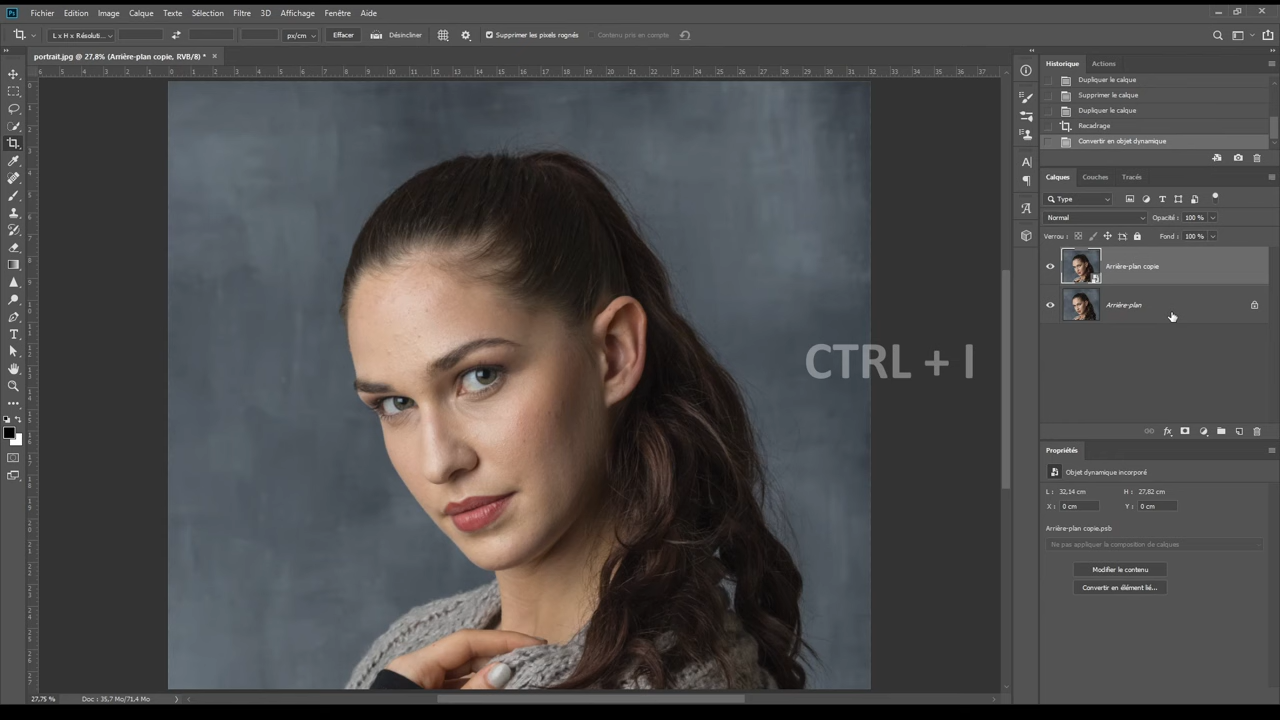 Ps Fichier Edition Image Calque Texte Sélection Filtre 3D Affichage Fenêtre Aide
L x H x Résoluti... px/cm Effacer Désincliner Supprimer les pixels rognés Contenu pris en compte
portrait.jpg @ 27,8% (Arrière-plan copie, RVB/8) * ×
Historique Actions
Dupliquer le calque
Supprimer le calque
Dupliquer le calque
Recadrage
Convertir en objet dynamique
Calques Couches Tracés
Type
Normal Opacité : 100 %
Verrou : Fond : 100 %
Arrière-plan copie
Arrière-plan
CTRL + I
Propriétés
Objet dynamique incorporé
L : 32,14 cm H : 27,82 cm
X : 0 cm Y : 0 cm
Arrière-plan copie.psb
Ne pas appliquer la composition de calques
Modifier le contenu
Convertir en élément lié...
27,75 % Doc : 35,7 Mo/71,4 Mo